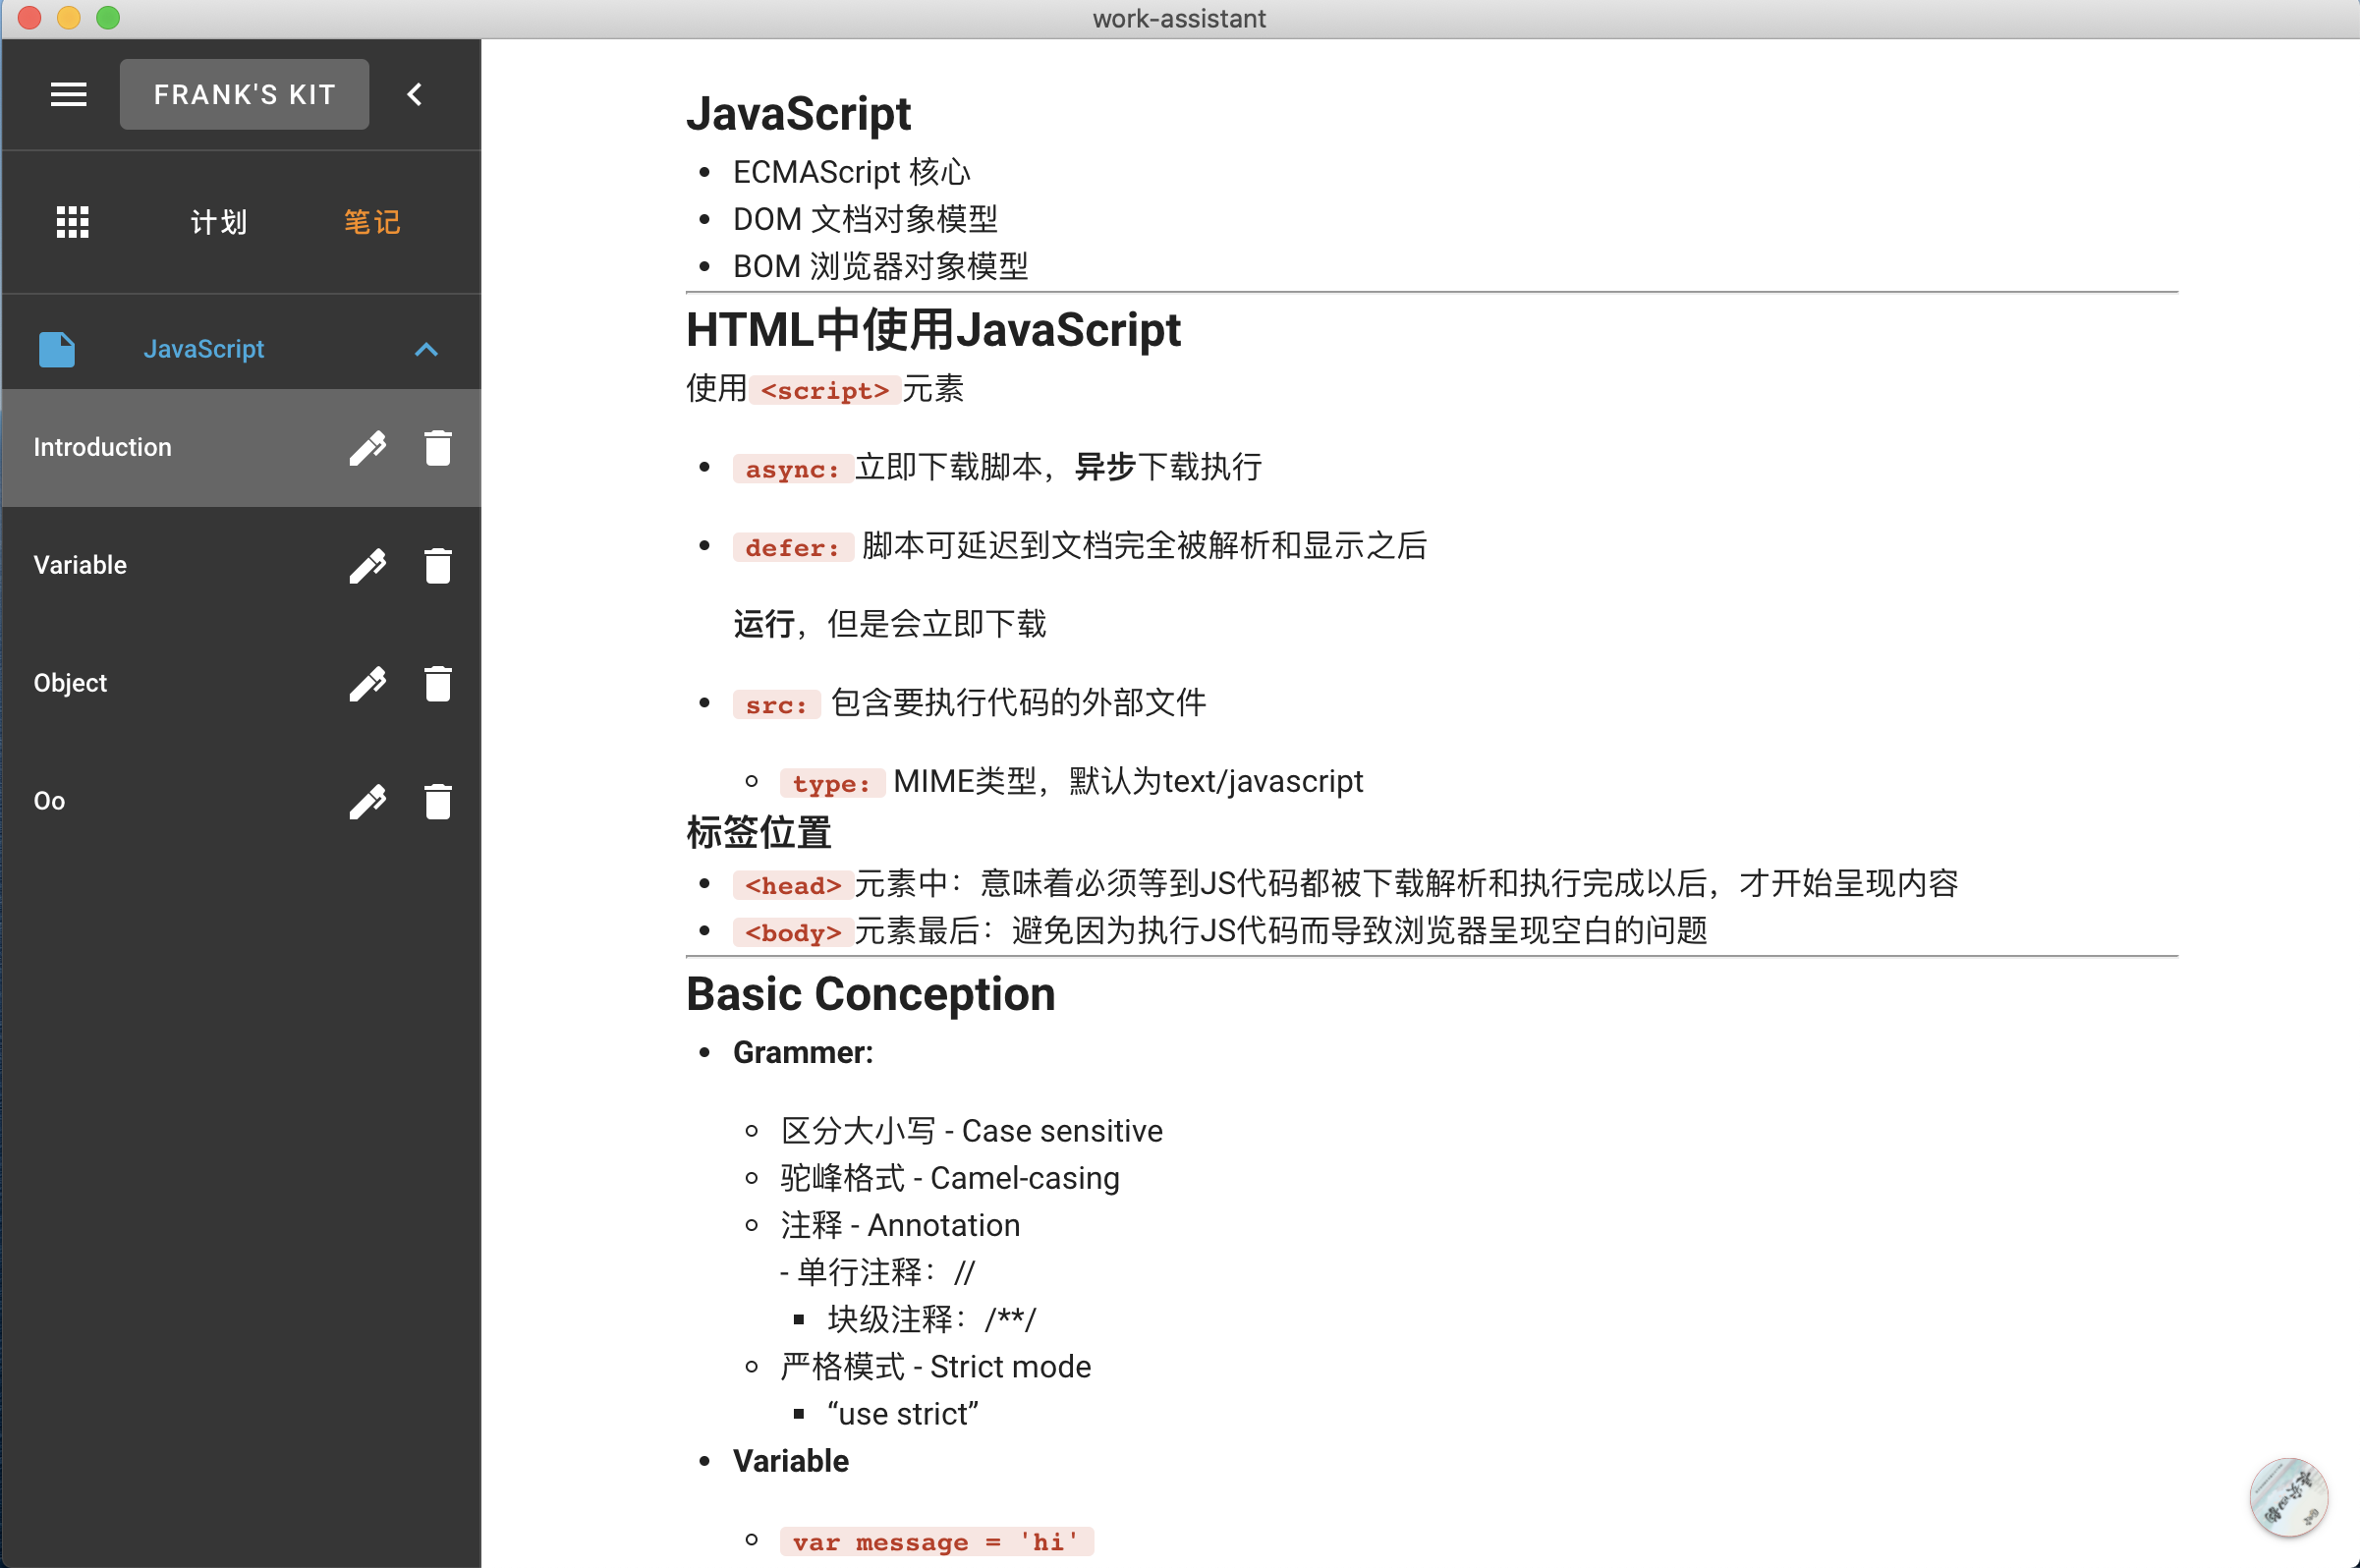 work-assistant
FRANK'S KIT
计划
笔记
JavaScript
Introduction
Variable
Object
Oo
JavaScript
ECMAScript 核心
DOM 文档对象模型
BOM 浏览器对象模型
HTML中使用JavaScript
使用<script>元素
async: 立即下载脚本，异步下载执行
defer: 脚本可延迟到文档完全被解析和显示之后
运行，但是会立即下载
src: 包含要执行代码的外部文件
type: MIME类型，默认为text/javascript
标签位置
<head>元素中：意味着必须等到JS代码都被下载解析和执行完成以后，才开始呈现内容
<body>元素最后：避免因为执行JS代码而导致浏览器呈现空白的问题
Basic Conception
Grammer:
区分大小写 - Case sensitive
驼峰格式 - Camel-casing
注释 - Annotation
- 单行注释：//
块级注释：/**/
严格模式 - Strict mode
“use strict”
Variable
var message = 'hi'